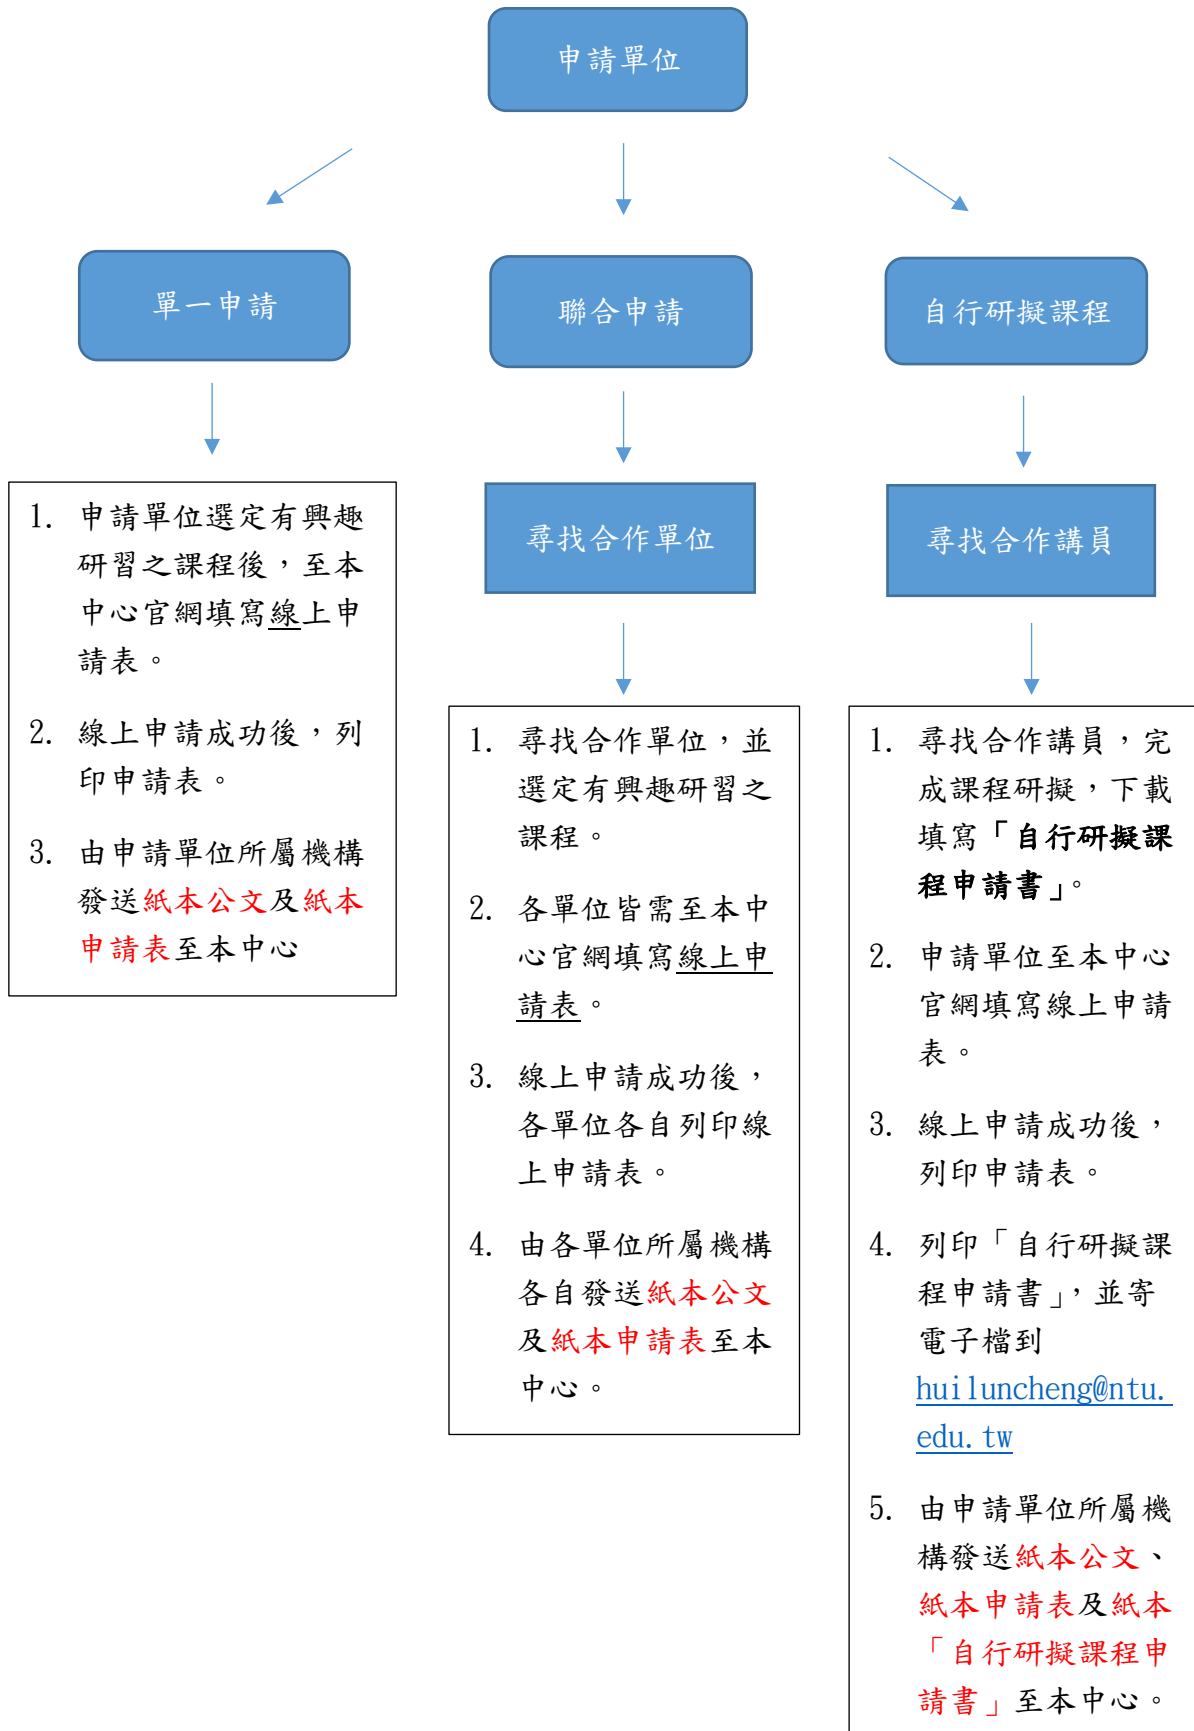 申請單位
單一申請
聯合申請
自行研擬課程
尋找合作單位
尋找合作講員
1. 申請單位選定有興趣
研習之課程後，至本
中心官網填寫線上申
請表。
2. 線上申請成功後，列
印申請表。
3. 由申請單位所屬機構
發送紙本公文及紙本
申請表至本中心
1. 尋找合作單位，並
選定有興趣研習之
課程。
2. 各單位皆需至本中
心官網填寫線上申
請表。
3. 線上申請成功後，
各單位各自列印線
上申請表。
4. 由各單位所屬機構
各自發送紙本公文
及紙本申請表至本
中心。
1. 尋找合作講員，完
成課程研擬，下載
填寫「自行研擬課
程申請書」。
2. 申請單位至本中心
官網填寫線上申請
表。
3. 線上申請成功後，
列印申請表。
4. 列印「自行研擬課
程申請書」，並寄
電子檔到
huiluncheng@ntu.
edu.tw
5. 由申請單位所屬機
構發送紙本公文、
紙本申請表及紙本
「自行研擬課程申
請書」至本中心。